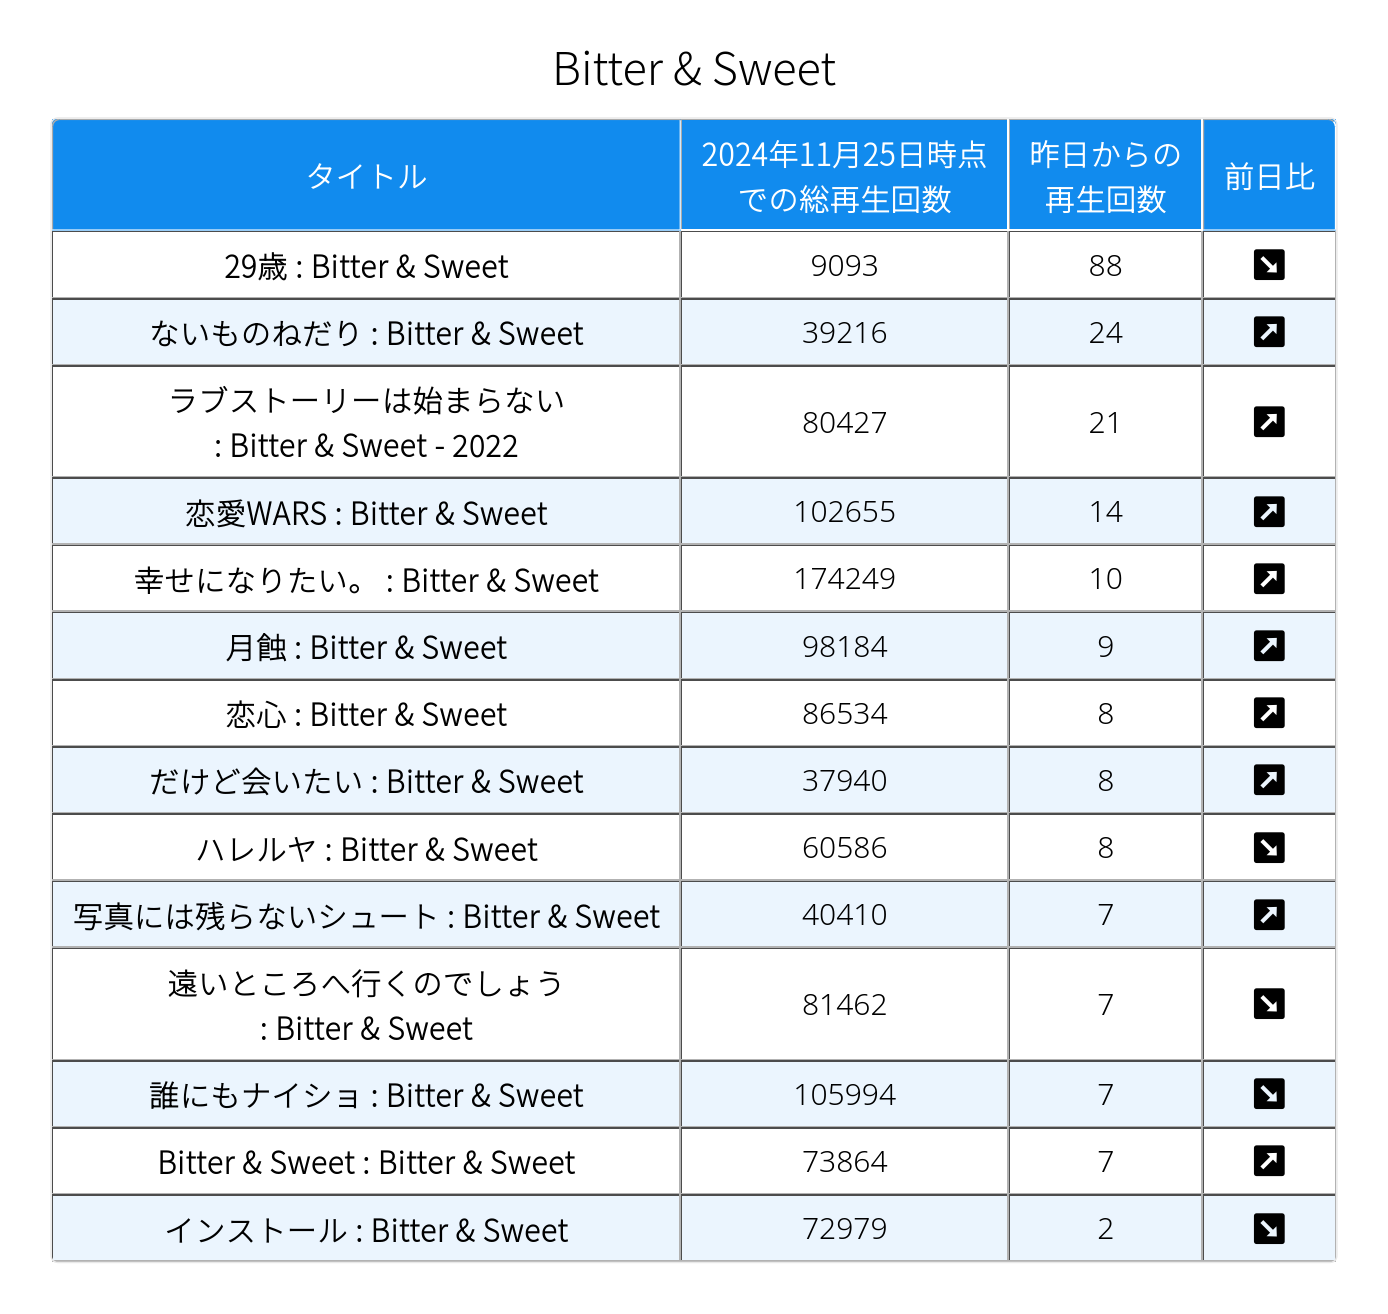 Bitter & Sweet
タイトル
2024年11月25日時点
での総再生回数
昨日からの
再生回数
前日比
29歳 : Bitter & Sweet
9093
88
ないものねだり : Bitter & Sweet
39216
24
ラブストーリーは始まらない
: Bitter & Sweet - 2022
80427
21
恋愛WARS : Bitter & Sweet
102655
14
幸せになりたい。 : Bitter & Sweet
174249
10
月蝕 : Bitter & Sweet
98184
9
恋心 : Bitter & Sweet
86534
8
だけど会いたい : Bitter & Sweet
37940
8
ハレルヤ : Bitter & Sweet
60586
8
写真には残らないシュート : Bitter & Sweet
40410
7
遠いところへ行くのでしょう
: Bitter & Sweet
81462
7
誰にもナイショ : Bitter & Sweet
105994
7
Bitter & Sweet : Bitter & Sweet
73864
7
インストール : Bitter & Sweet
72979
2